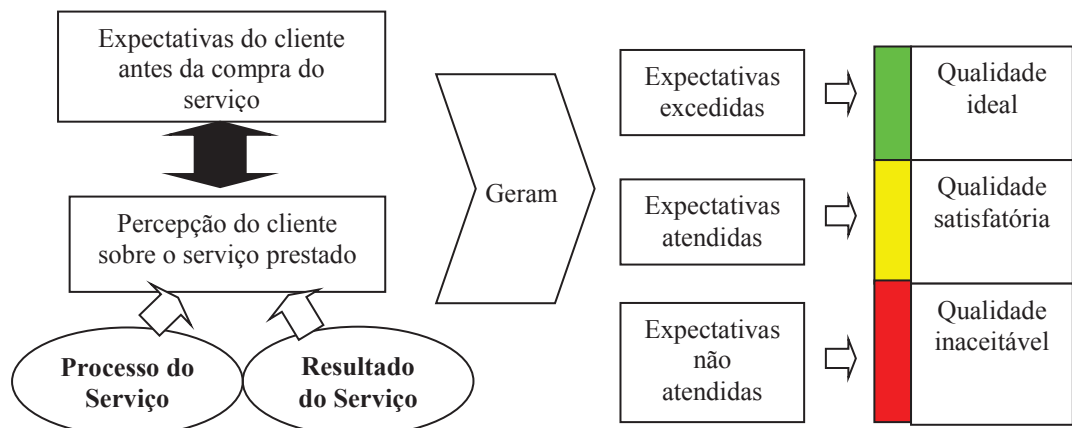 Expectativas do cliente
antes da compra do
serviço
Percepção do cliente
sobre o serviço prestado
Processo do
Serviço
Resultado
do Serviço
Geram
Expectativas
excedidas
Qualidade
ideal
Expectativas
atendidas
Qualidade
satisfatória
Expectativas
não
atendidas
Qualidade
inaceitável